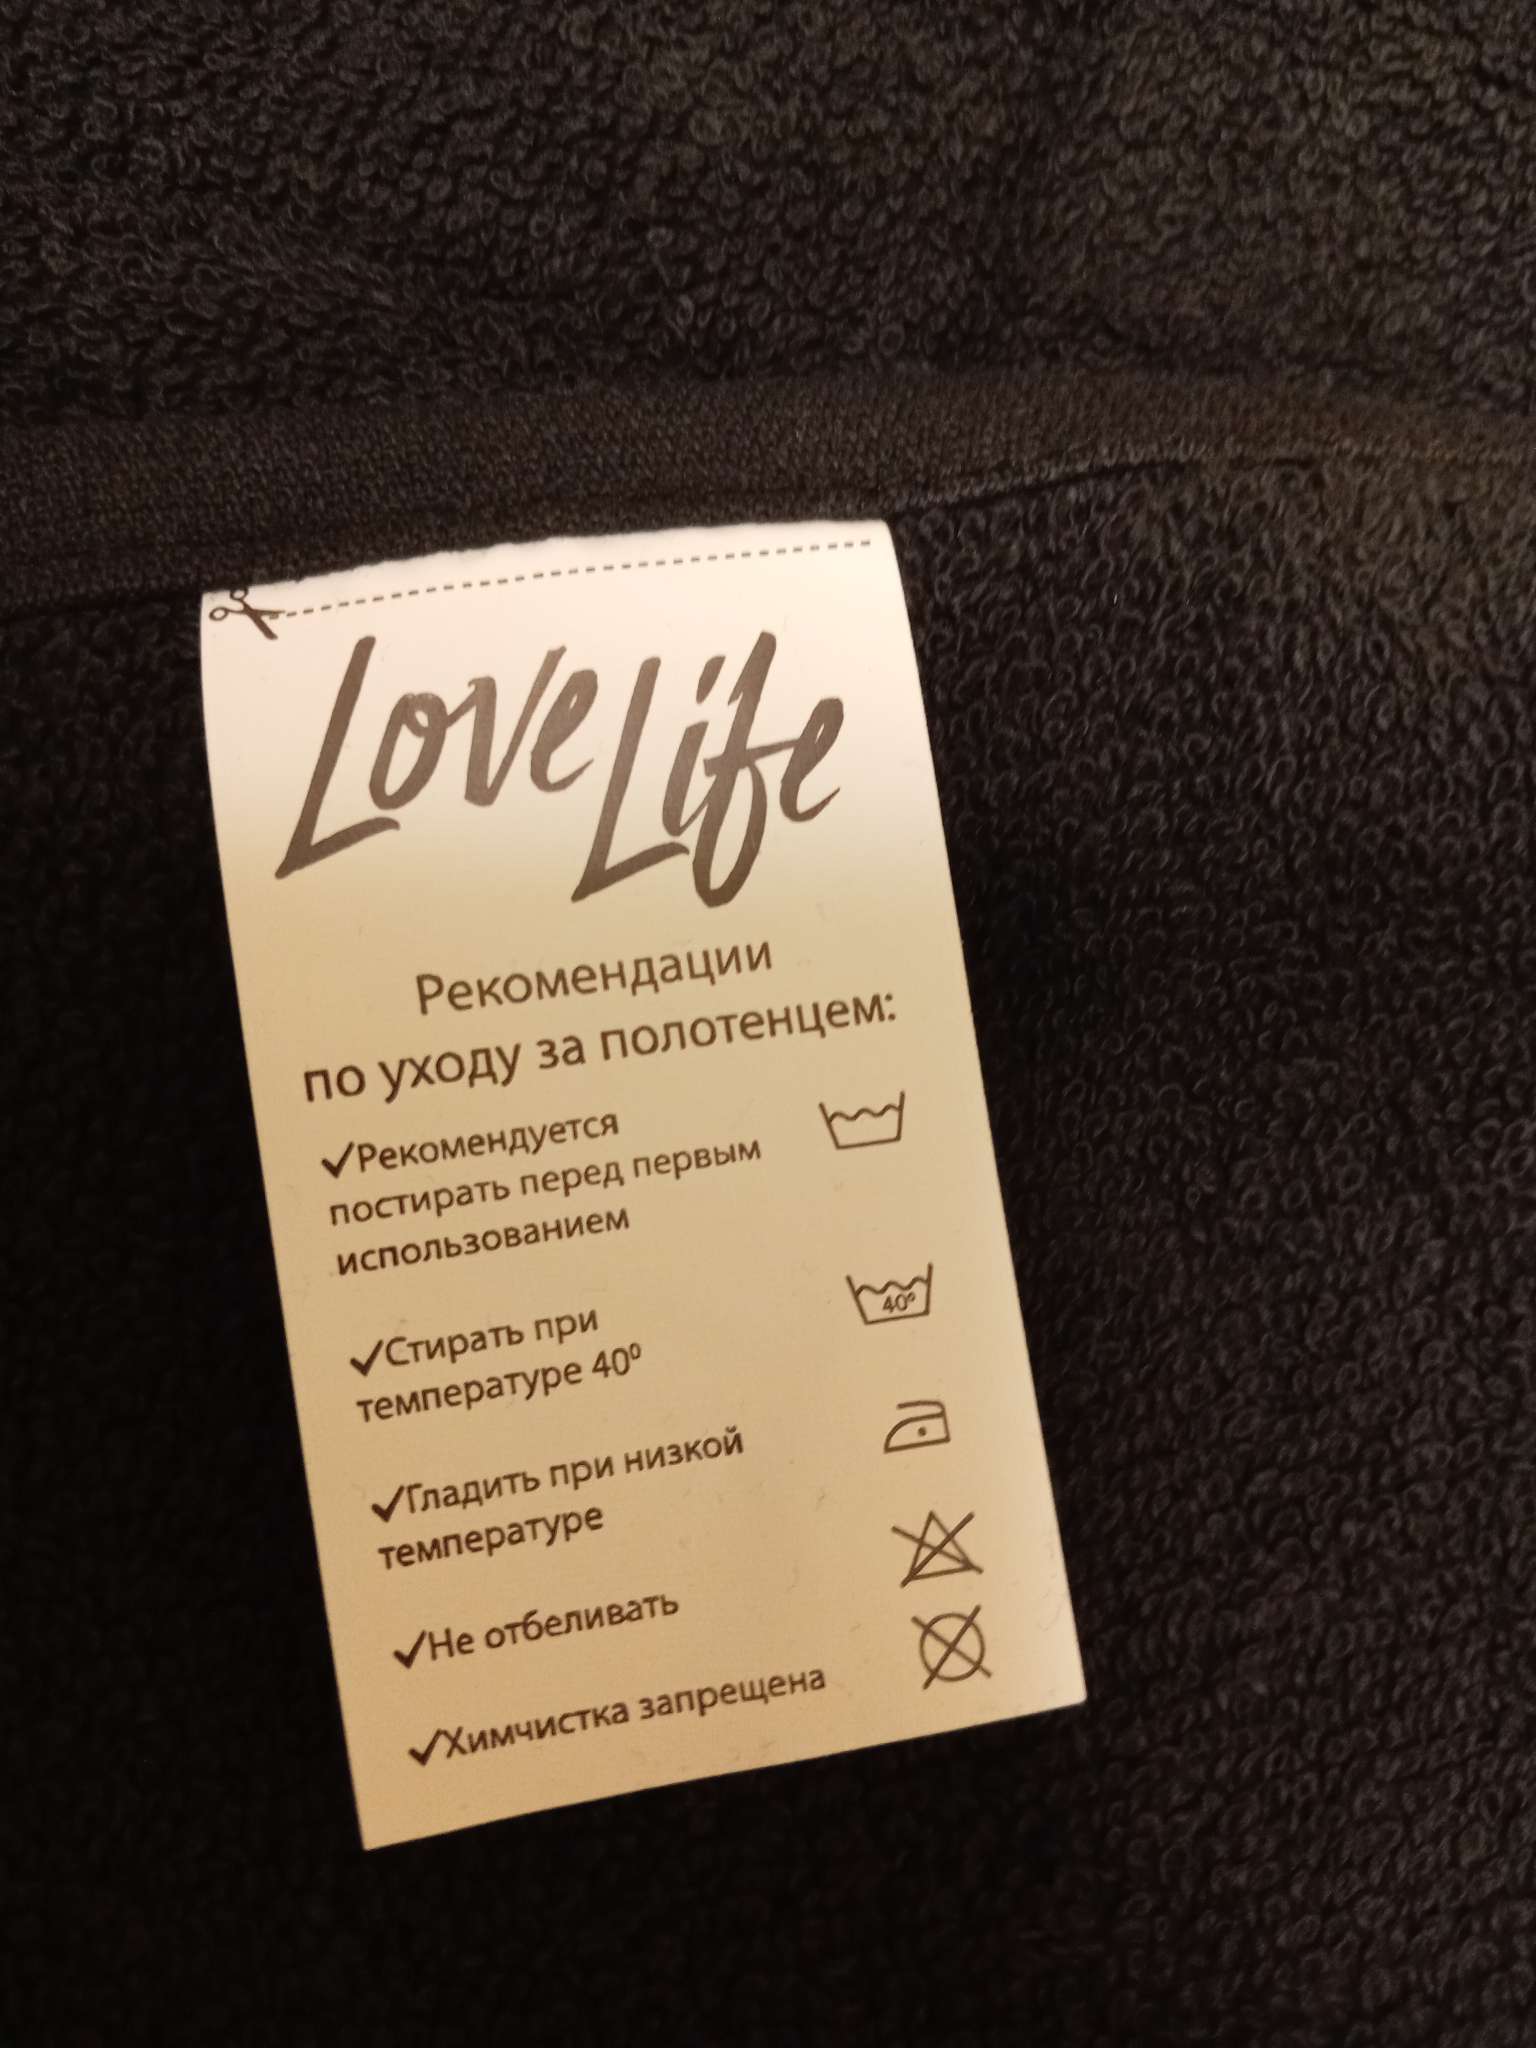 Love Life
Рекомендации
по уходу за полотенцем:
✓Рекомендуется
постирать перед первым
использованием
✓Стирать при
температуре 40⁰
40⁰
✓Гладить при низкой
температуре
✓Не отбеливать
✓Химчистка запрещена